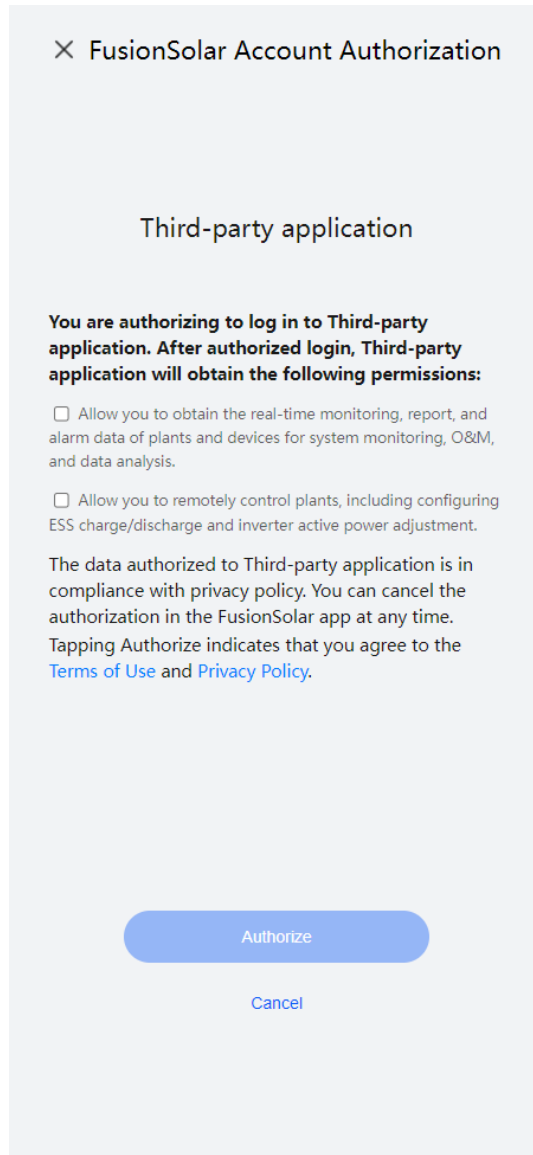 FusionSolar Account Authorization
Third-party application
You are authorizing to log in to Third-party
application. After authorized login, Third-party
application will obtain the following permissions:
Allow you to obtain the real-time monitoring, report, and
alarm data of plants and devices for system monitoring, O&M,
and data analysis.
Allow you to remotely control plants, including configuring
ESS charge/discharge and inverter active power adjustment.
The data authorized to Third-party application is in
compliance with privacy policy. You can cancel the
authorization in the FusionSolar app at any time.
Tapping Authorize indicates that you agree to the
Terms of Use and Privacy Policy.
Authorize
Cancel